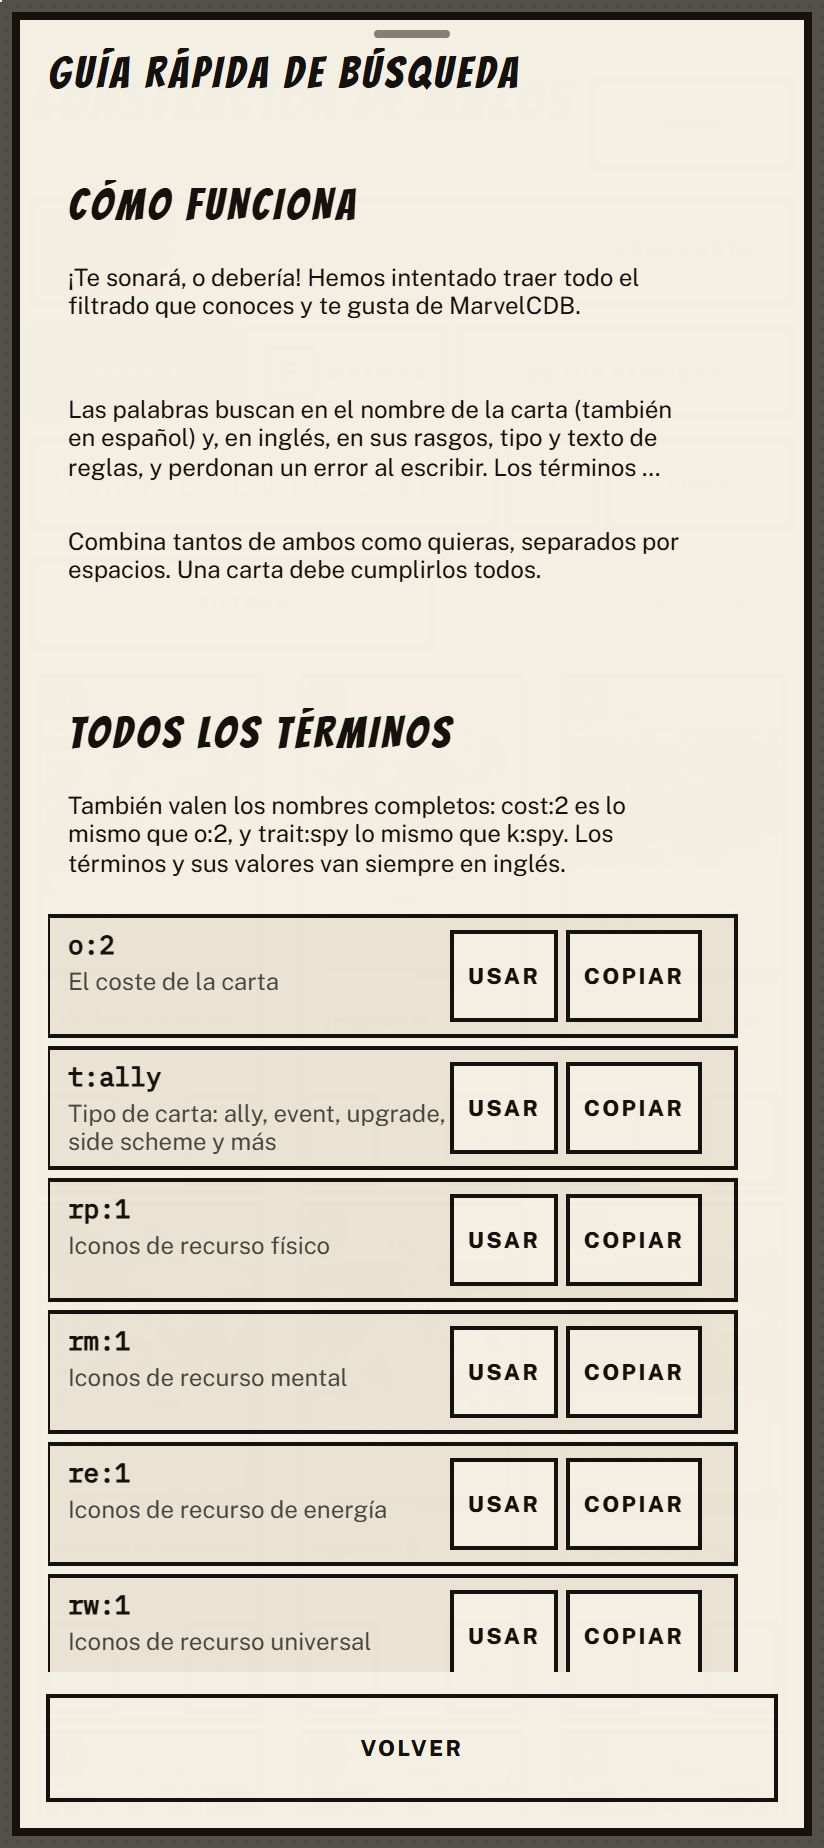 GUÍA RÁPIDA DE BÚSQUEDA
CÓMO FUNCIONA
¡Te sonará, o debería! Hemos intentado traer todo el
filtrado que conoces y te gusta de MarvelCDB.
Las palabras buscan en el nombre de la carta (también
en español) y, en inglés, en sus rasgos, tipo y texto de
reglas, y perdonan un error al escribir. Los términos ...
Combina tantos de ambos como quieras, separados por
espacios. Una carta debe cumplirlos todos.
TODOS LOS TÉRMINOS
También valen los nombres completos: cost:2 es lo
mismo que o:2, y trait:spy lo mismo que k:spy. Los
términos y sus valores van siempre en inglés.
o:2
El coste de la carta
USAR COPIAR
t:ally
Tipo de carta: ally, event, upgrade,
side scheme y más
USAR COPIAR
rp:1
Iconos de recurso físico
USAR COPIAR
rm:1
Iconos de recurso mental
USAR COPIAR
re:1
Iconos de recurso de energía
USAR COPIAR
rw:1
Iconos de recurso universal
USAR COPIAR
VOLVER